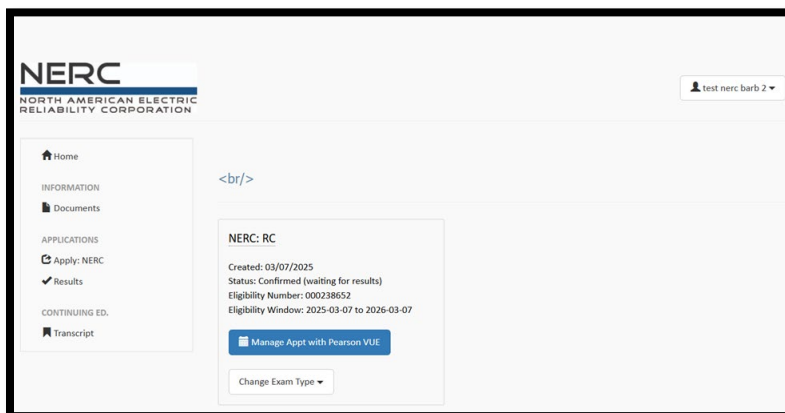 NERC
NORTH AMERICAN ELECTRIC
RELIABILITY CORPORATION
test nerc barb 2
Home
INFORMATION
Documents
APPLICATIONS
Apply: NERC
Results
CONTINUING ED.
Transcript
<br/>
NERC: RC
Created: 03/07/2025
Status: Confirmed (waiting for results)
Eligibility Number: 000238652
Eligibility Window: 2025-03-07 to 2026-03-07
Manage Appt with Pearson VUE
Change Exam Type